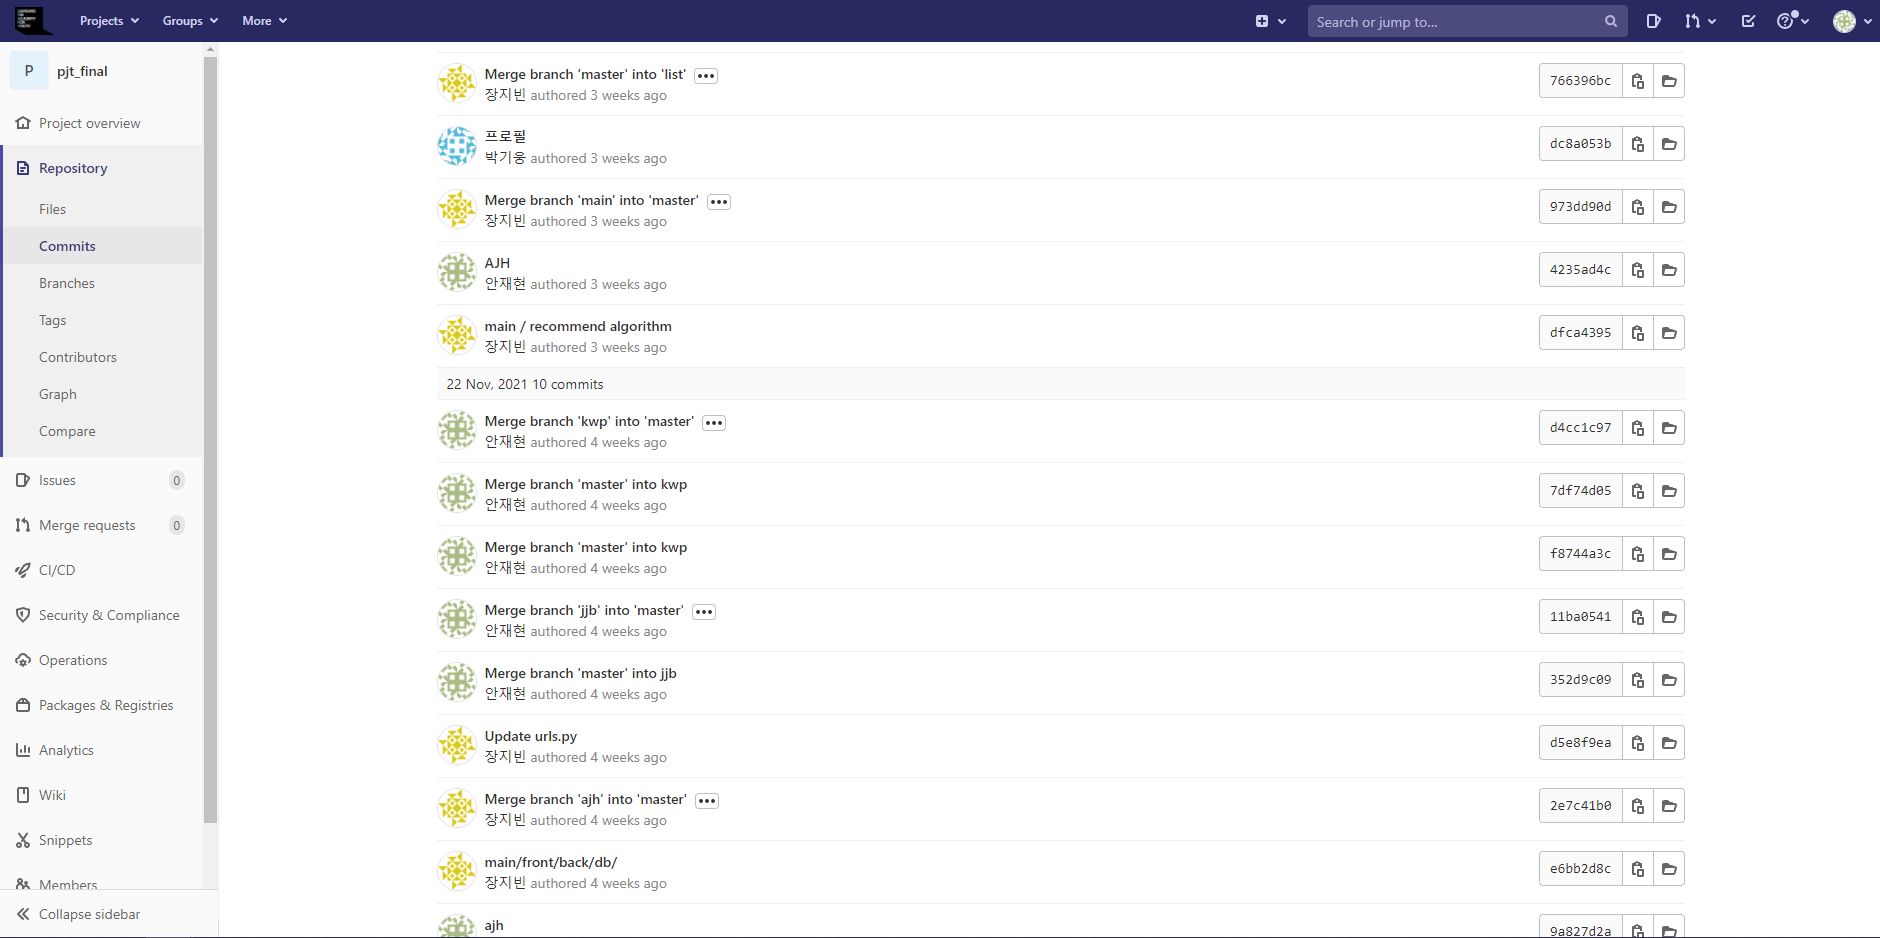 SAMSUNG
SW
ACADEMY
FOR
YOUTH
Projects
Groups
More
Search or jump to...
P
pjt_final
Project overview
Repository
Files
Commits
Branches
Tags
Contributors
Graph
Compare
Issues 0
Merge requests 0
CI/CD
Security & Compliance
Operations
Packages & Registries
Analytics
Wiki
Snippets
Members
Collapse sidebar
Merge branch 'master' into 'list'
장지빈 authored 3 weeks ago
766396bc
프로필
박기웅 authored 3 weeks ago
dc8a053b
Merge branch 'main' into 'master'
장지빈 authored 3 weeks ago
973dd90d
AJH
안재현 authored 3 weeks ago
4235ad4c
main / recommend algorithm
장지빈 authored 3 weeks ago
dfca4395
22 Nov, 2021 10 commits
Merge branch 'kwp' into 'master'
안재현 authored 4 weeks ago
d4cc1c97
Merge branch 'master' into kwp
안재현 authored 4 weeks ago
7df74d05
Merge branch 'master' into kwp
안재현 authored 4 weeks ago
f8744a3c
Merge branch 'jjb' into 'master'
안재현 authored 4 weeks ago
11ba0541
Merge branch 'master' into jjb
안재현 authored 4 weeks ago
352d9c09
Update urls.py
장지빈 authored 4 weeks ago
d5e8f9ea
Merge branch 'ajh' into 'master'
장지빈 authored 4 weeks ago
2e7c41b0
main/front/back/db/
장지빈 authored 4 weeks ago
e6bb2d8c
ajh
9a827d2a